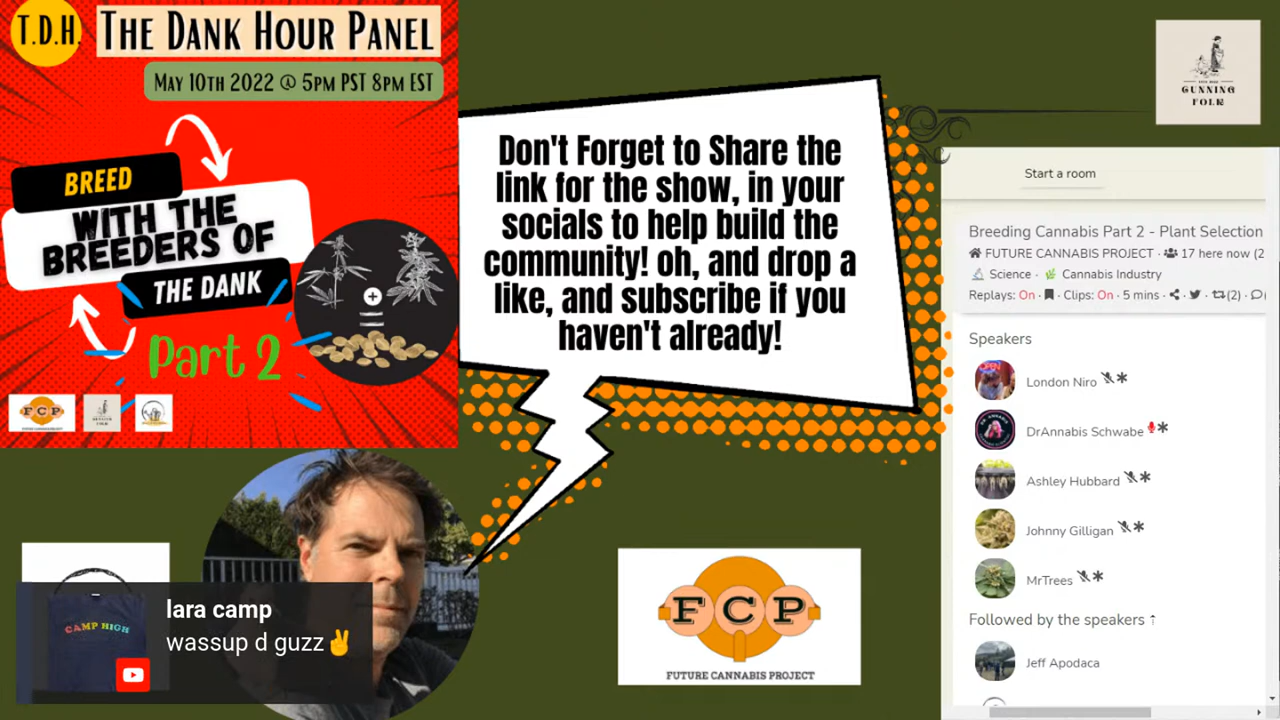 T.D.H.
THE DANK HOUR PANEL
MAY 10TH 2022 @ 5PM PST 8PM EST
BREED
WITH THE
BREEDERS OF
THE DANK
Part 2
FCP
FUTURE CANNABIS PROJECT
Don't Forget to Share the
link for the show, in your
socials to help build the
community! oh, and drop a
like, and subscribe if you
haven't already!
CAMP HIGH
lara camp
wassup d guzz✌
FCP
FUTURE CANNABIS PROJECT
GUNNING
FOLK
Start a room
Breeding Cannabis Part 2 - Plant Selection
FUTURE CANNABIS PROJECT · 17 here now (2
Science · Cannabis Industry
Replays: On · Clips: On · 5 mins · (2) ·
Speakers
London Niro
DrAnnabis Schwabe
Ashley Hubbard
Johnny Gilligan
MrTrees
Followed by the speakers ↑
Jeff Apodaca